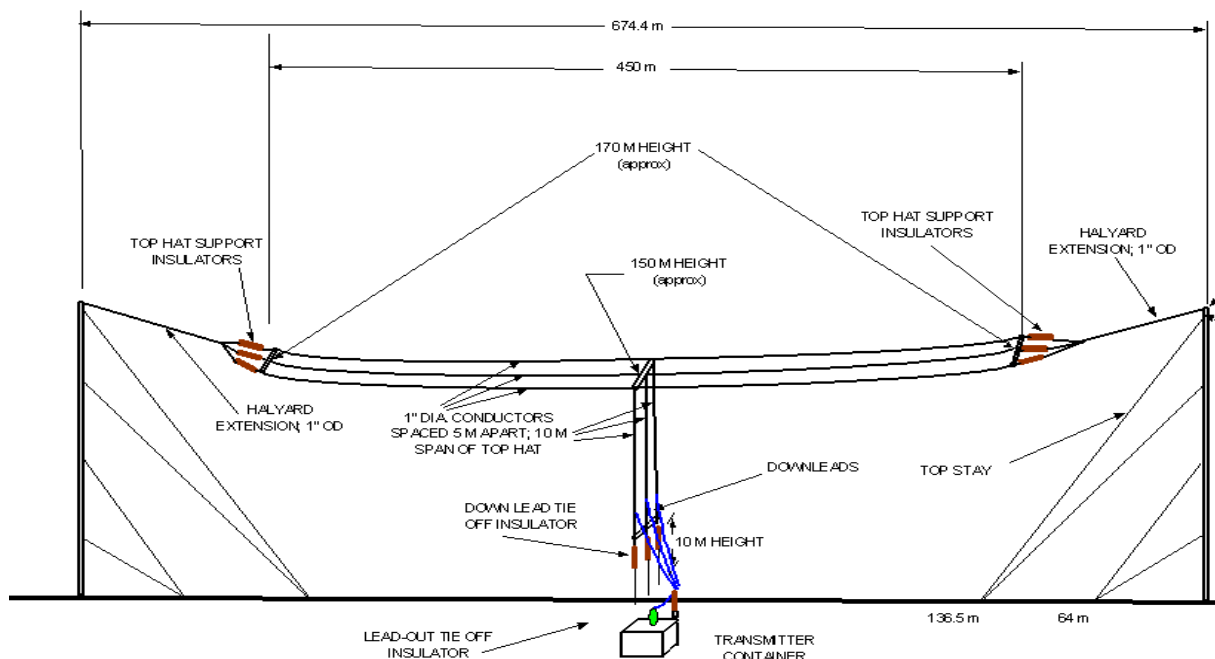 674.4 m
450 m
170 M HEIGHT
(approx)
TOP HAT SUPPORT
INSULATORS
TOP HAT SUPPORT
INSULATORS
HALYARD
EXTENSION; 1" OD
150 M HEIGHT
(approx)
HALYARD
EXTENSION; 1" OD
1" DIA. CONDUCTORS
SPACED 5 M APART; 10 M
SPAN OF TOP HAT
DOWNLEADS
TOP STAY
DOWN LEAD TIE
OFF INSULATOR
10 M HEIGHT
136.5 m
64 m
LEAD-OUT TIE OFF
INSULATOR
TRANSMITTER
CONTAINER